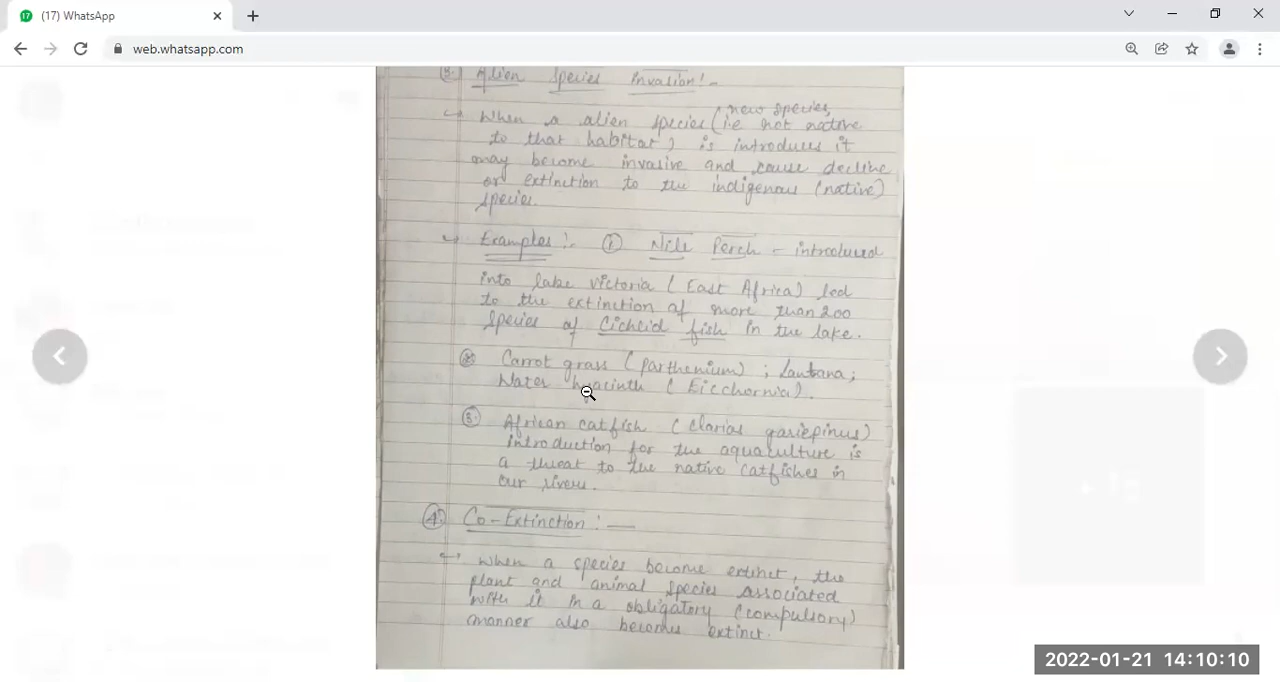 (17) WhatsApp
web.whatsapp.com
3. Alien Species Invasion! -
(new species,
When a alien species (i.e not native
to that habitat) is introduces it
may become invasive and cause decline
or extinction to the indigenous (native)
species.
Examples :- ① Nile Perch - introduced
into lake victoria (East Africa) led
to the extinction of more than 200
species of Cichlid fish in the lake.
② Carrot grass (Parthenium) ; Lantana ;
Water hyacinth (Eicchornia).
③ African catfish (Clarias gariepinus)
introduction for the aquaculture is
a threat to the native catfishes in
our rivers.
④ Co-Extinction : —
When a species become extinct, the
plant and animal species associated
with it in a obligatory (compulsory)
manner also becomes extinct.
2022-01-21 14:10:10